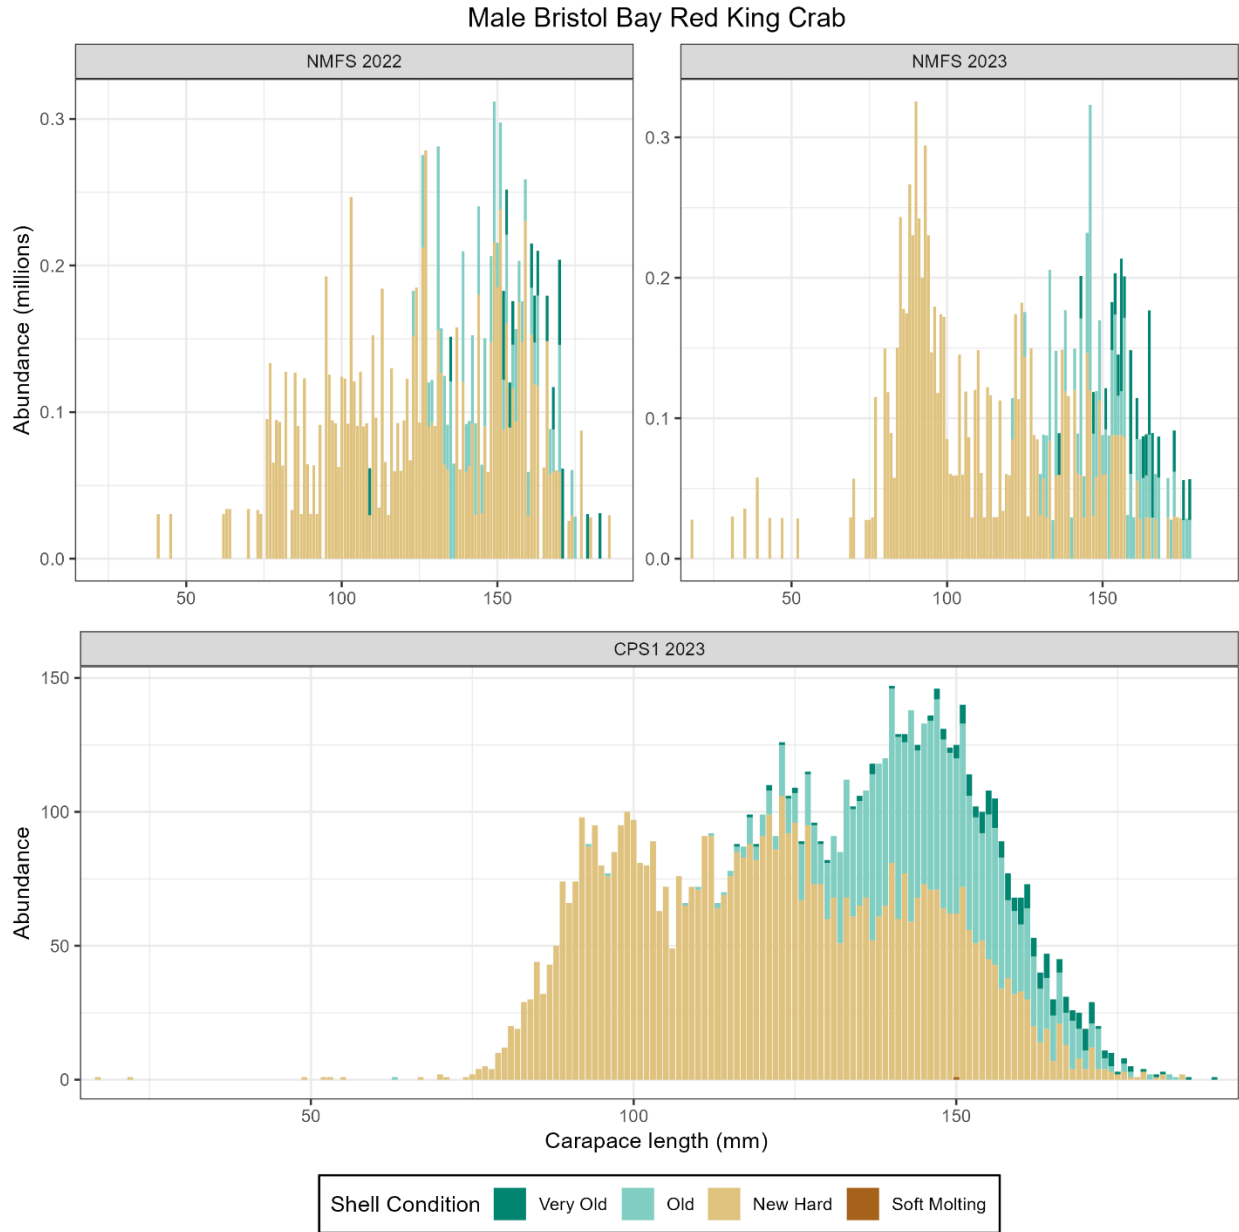 Male Bristol Bay Red King Crab
NMFS 2022
NMFS 2023
Abundance (millions)
0.3
0.2
0.1
0.0
50
100
150
0.3
0.2
0.1
0.0
50
100
150
CPS1 2023
Abundance
150
100
50
0
50
100
150
Carapace length (mm)
Shell Condition Very Old Old New Hard Soft Molting